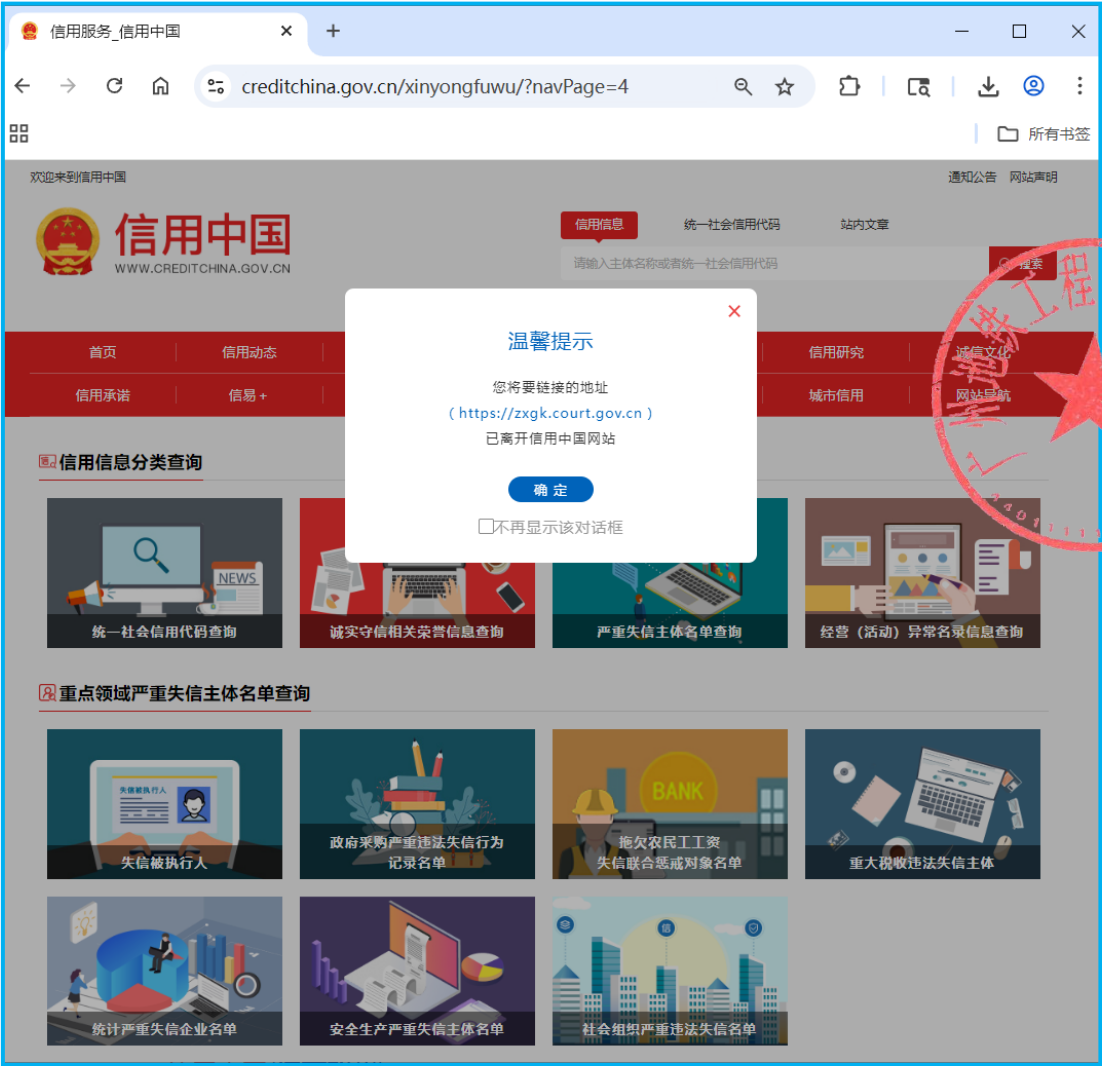 信用服务_信用中国
creditchina.gov.cn/xinyongfuwu/?navPage=4
所有书签
欢迎来到信用中国
通知公告 网站声明
信用中国
WWW.CREDITCHINA.GOV.CN
信用信息 统一社会信用代码 站内文章
请输入主体名称或者统一社会信用代码
搜索
温馨提示
您将要链接的地址
( https://zxgk.court.gov.cn )
已离开信用中国网站
确定
不再显示该对话框
首页 信用动态 信用研究 诚信文化
信用承诺 信易+ 城市信用 网站导航
工程
信用信息分类查询
NEWS
统一社会信用代码查询
诚实守信相关荣誉信息查询
严重失信主体名单查询
经营（活动）异常名录信息查询
重点领域严重失信主体名单查询
失信被执行人
失信被执行人
政府采购严重违法失信行为
记录名单
BANK
拖欠农民工工资
失信联合惩戒对象名单
重大税收违法失信主体
统计严重失信企业名单
安全生产严重失信主体名单
社会组织严重违法失信名单